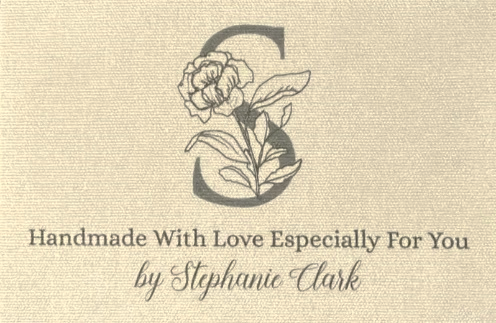 S
Handmade With Love Especially For You
by Stephanie Clark